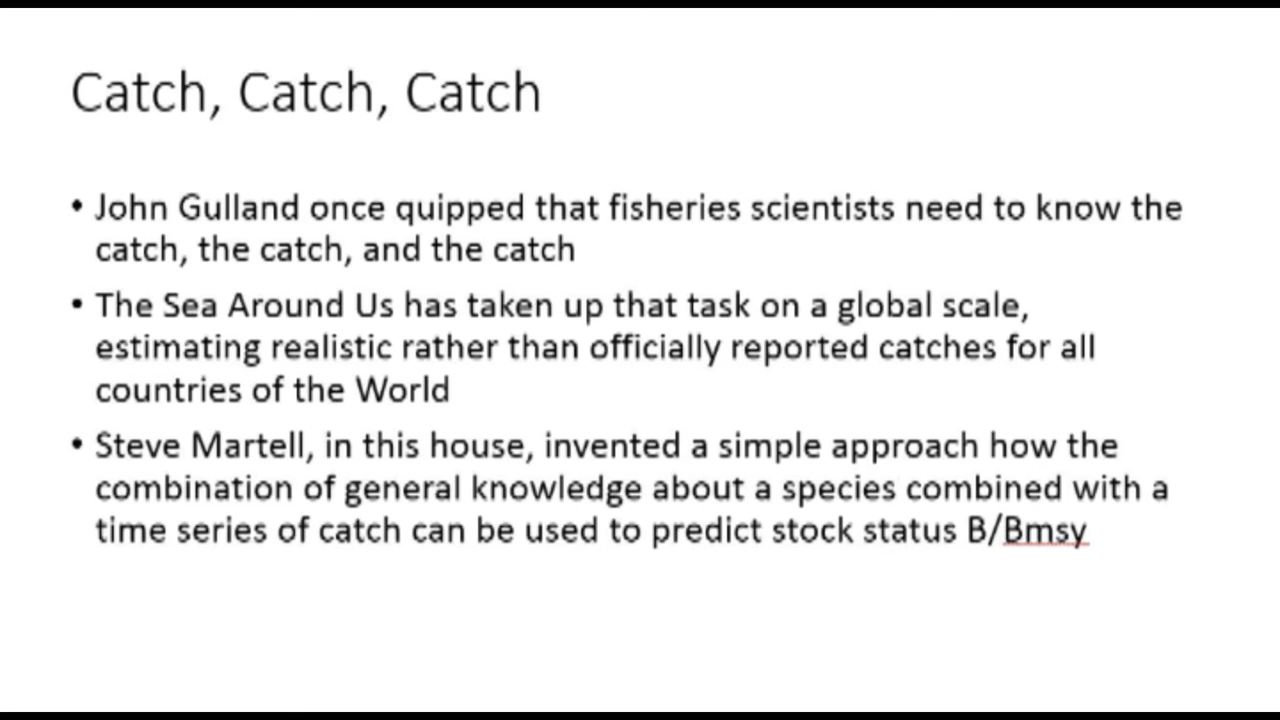 Catch, Catch, Catch
• John Gulland once quipped that fisheries scientists need to know the
catch, the catch, and the catch
• The Sea Around Us has taken up that task on a global scale,
estimating realistic rather than officially reported catches for all
countries of the World
• Steve Martell, in this house, invented a simple approach how the
combination of general knowledge about a species combined with a
time series of catch can be used to predict stock status B/Bmsy